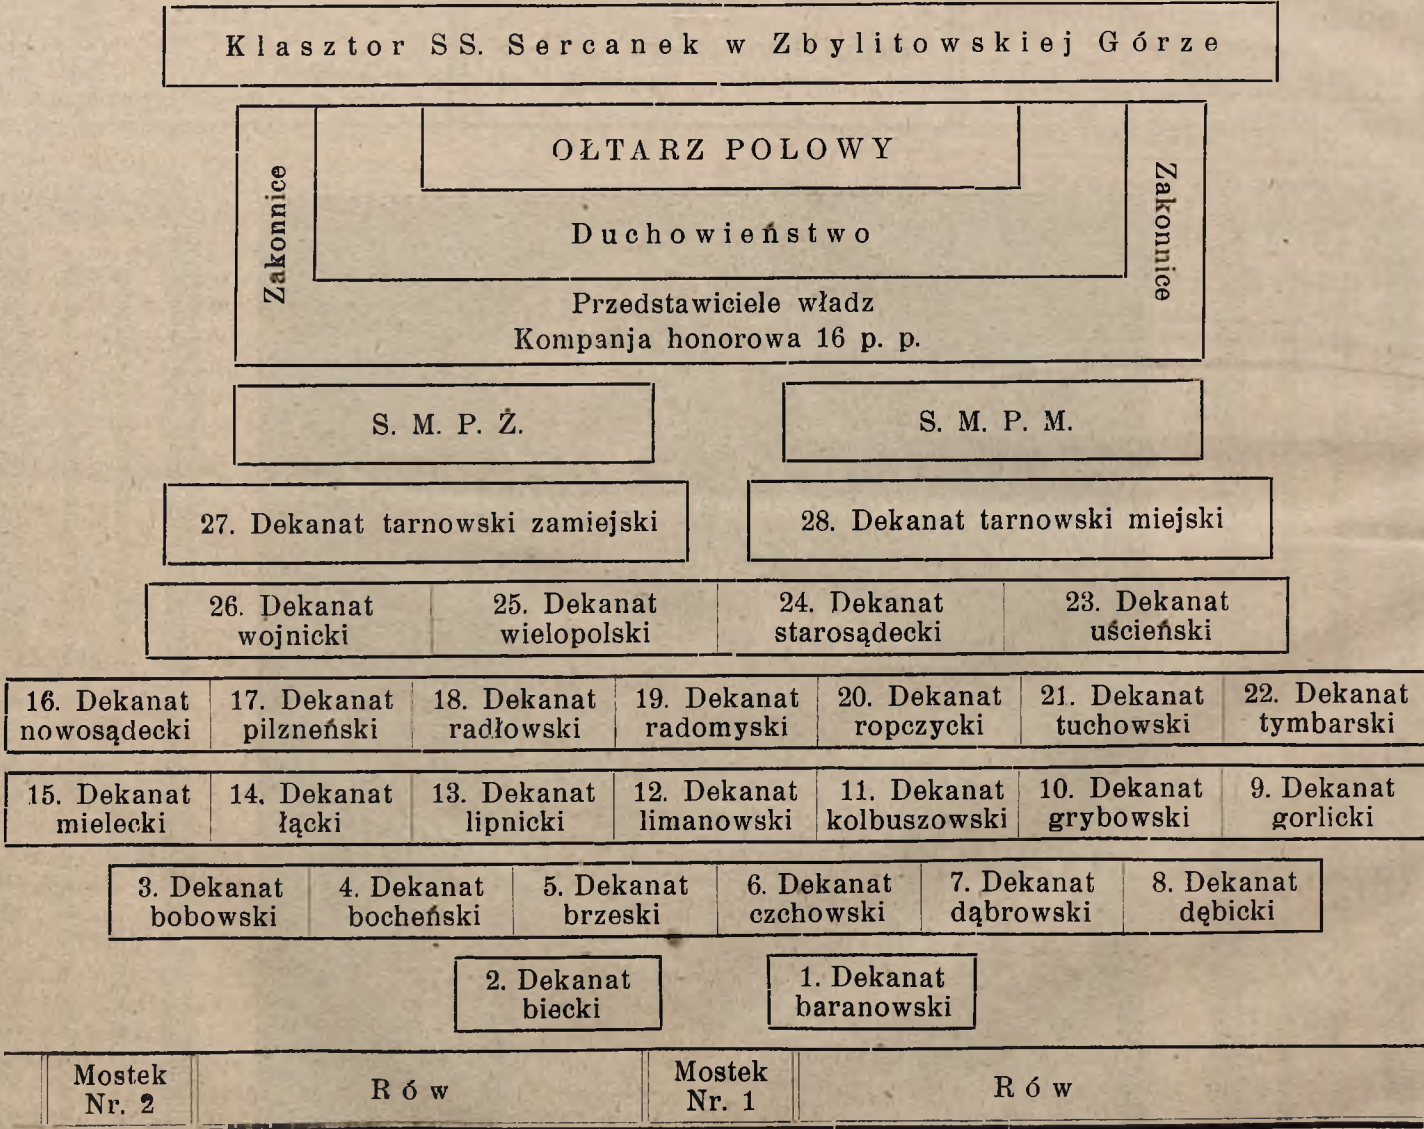 Klasztor SS. Sercanek w Zbylitowskiej Górze
OŁTARZ POLOWY
Zakonnice
Duchowieństwo
Zakonnice
Przedstawiciele władz
Kompanja honorowa 16 p. p.
S. M. P. Ż.
S. M. P. M.
27. Dekanat tarnowski zamiejski
28. Dekanat tarnowski miejski
26. Dekanat
wojnicki
25. Dekanat
wielopolski
24. Dekanat
starosądecki
23. Dekanat
uścieński
16. Dekanat
nowosądecki
17. Dekanat
pilzneński
18. Dekanat
radłowski
19. Dekanat
radomyski
20. Dekanat
ropczycki
21. Dekanat
tuchowski
22. Dekanat
tymbarski
15. Dekanat
mielecki
14. Dekanat
łącki
13. Dekanat
lipnicki
12. Dekanat
limanowski
11. Dekanat
kolbuszowski
10. Dekanat
grybowski
9. Dekanat
gorlicki
3. Dekanat
bobowski
4. Dekanat
bocheński
5. Dekanat
brzeski
6. Dekanat
czchowski
7. Dekanat
dąbrowski
8. Dekanat
dębicki
2. Dekanat
biecki
1. Dekanat
baranowski
Mostek
Nr. 2
Rów
Mostek
Nr. 1
Rów